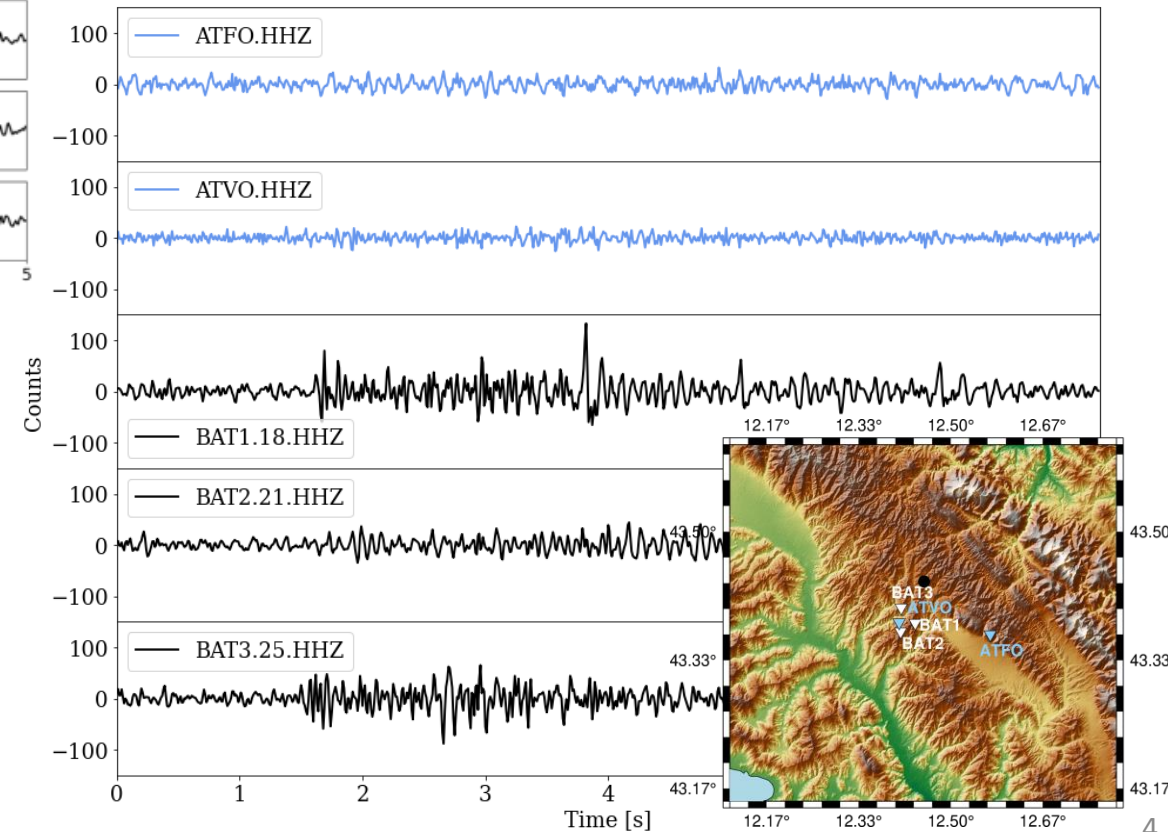 5
Counts
100
0
−100
ATFO.HHZ
100
0
−100
ATVO.HHZ
100
0
−100
BAT1.18.HHZ
100
0
−100
BAT2.21.HHZ
100
0
−100
BAT3.25.HHZ
0 1 2 3 4
Time [s]
12.17° 12.33° 12.50° 12.67°
43.50° 43.50
BAT3
ATVO
BAT1
BAT2
ATFO
43.33° 43.33
43.17° 43.17
12.17° 12.33° 12.50° 12.67°
4